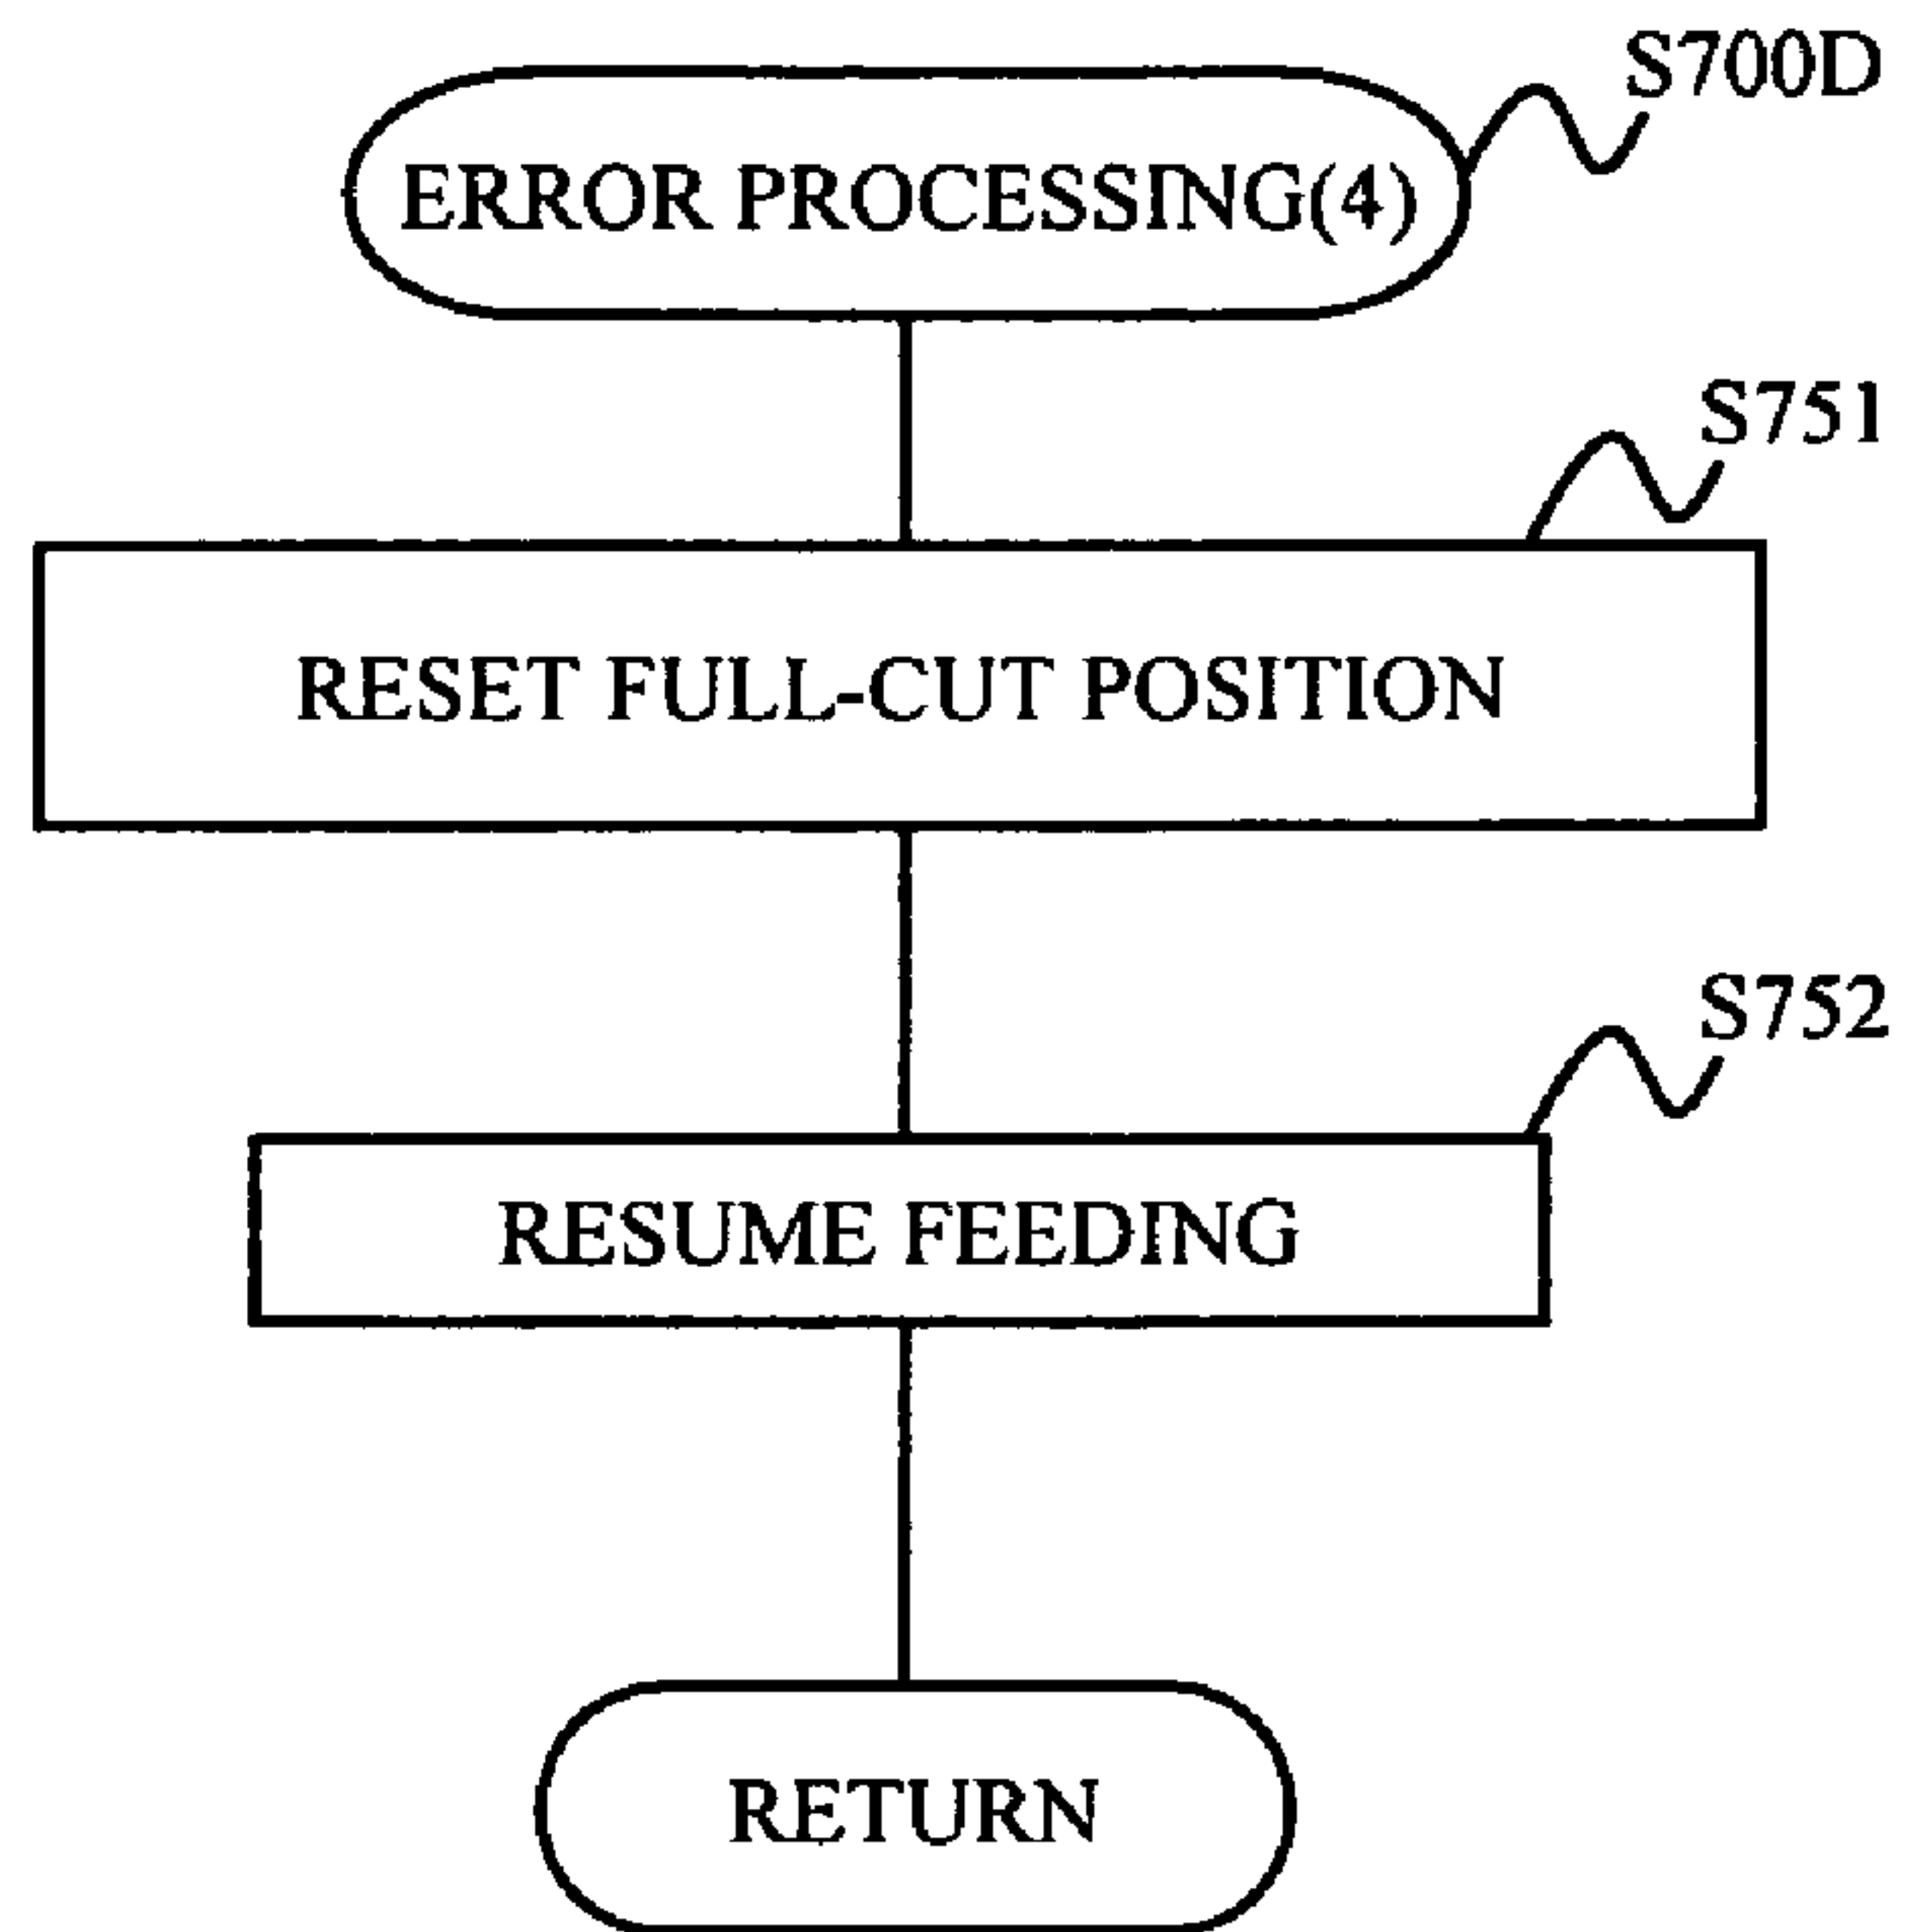 S700D
ERROR PROCESSING(4)
S751
RESET FULL-CUT POSITION
S752
RESUME FEEDING
RETURN